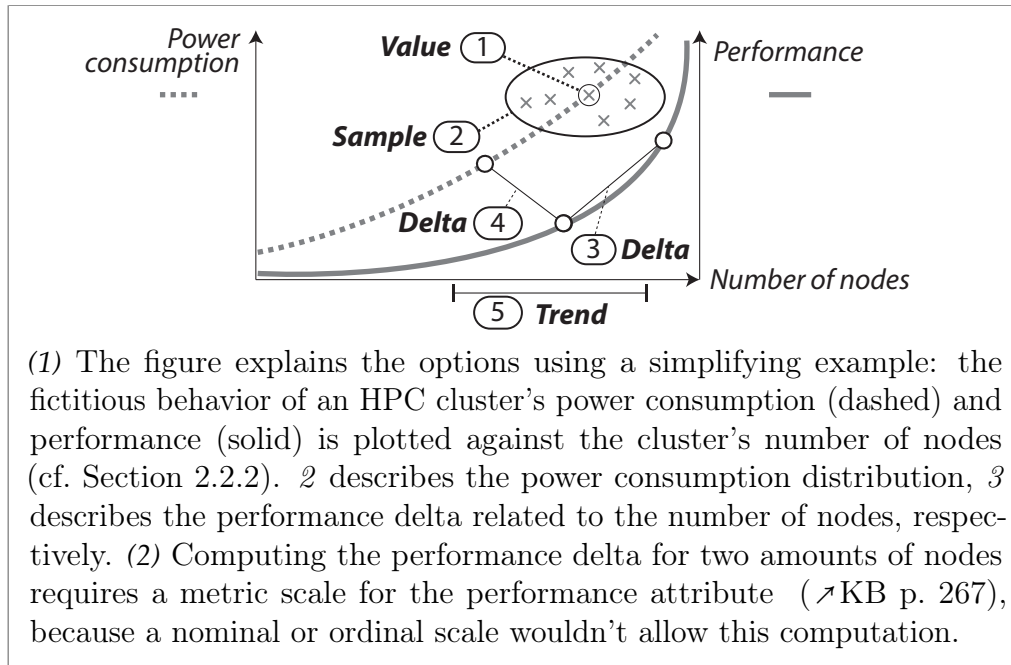 Power
consumption
Value 1
Performance
Sample 2
Delta 4
3 Delta
Number of nodes
5 Trend
(1) The figure explains the options using a simplifying example: the
fictitious behavior of an HPC cluster's power consumption (dashed) and
performance (solid) is plotted against the cluster's number of nodes
(cf. Section 2.2.2). 2 describes the power consumption distribution, 3
describes the performance delta related to the number of nodes, respec-
tively. (2) Computing the performance delta for two amounts of nodes
requires a metric scale for the performance attribute (↗KB p. 267),
because a nominal or ordinal scale wouldn't allow this computation.